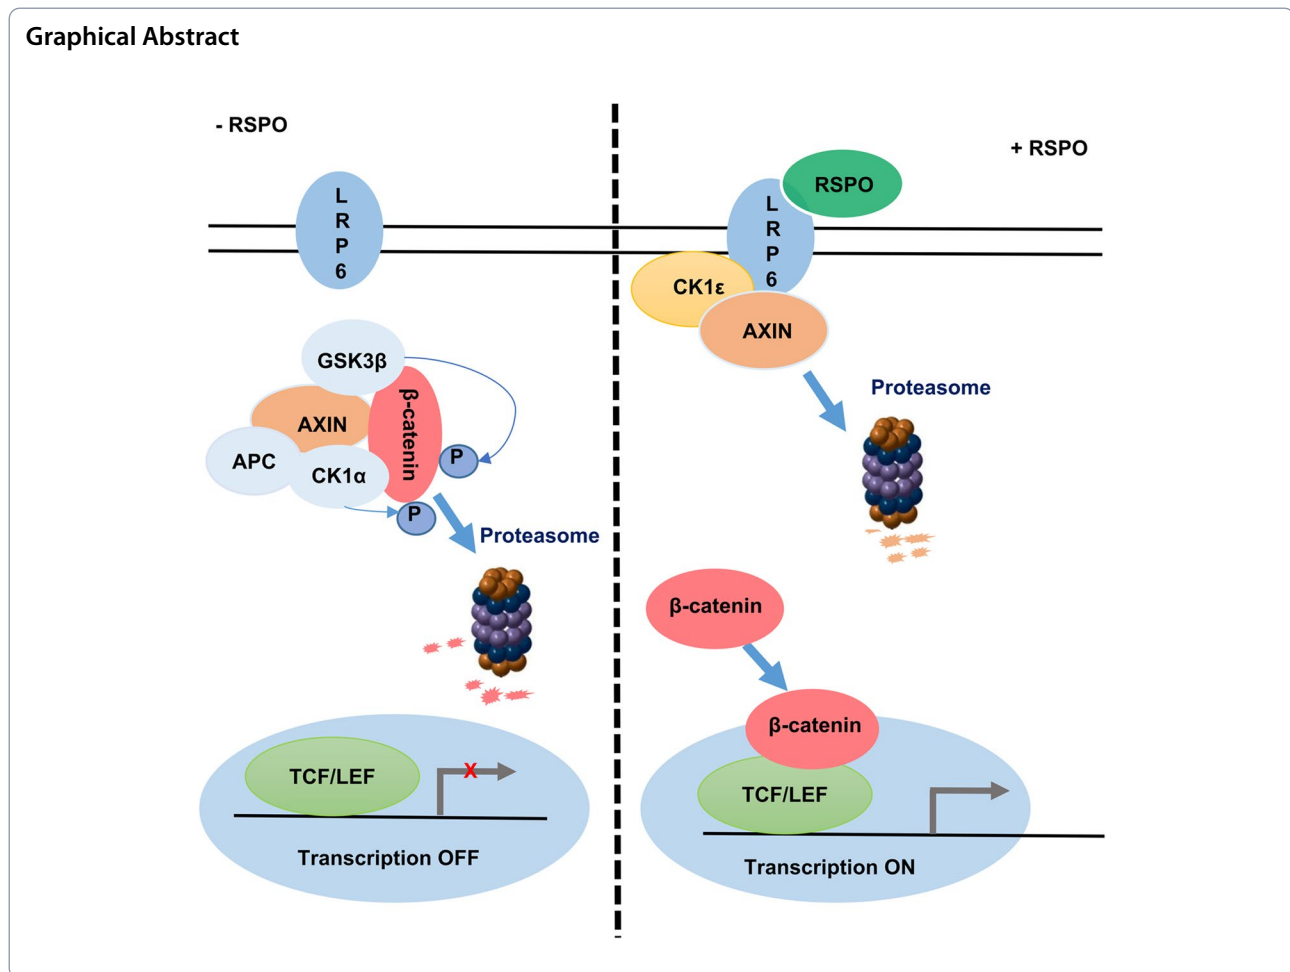 Graphical Abstract
- RSPO
L
R
P
6
GSK3β
β-catenin
AXIN
APC
CK1α
P
P
Proteasome
TCF/LEF
X
Transcription OFF
+ RSPO
RSPO
L
R
P
6
CK1ε
AXIN
Proteasome
β-catenin
β-catenin
TCF/LEF
Transcription ON